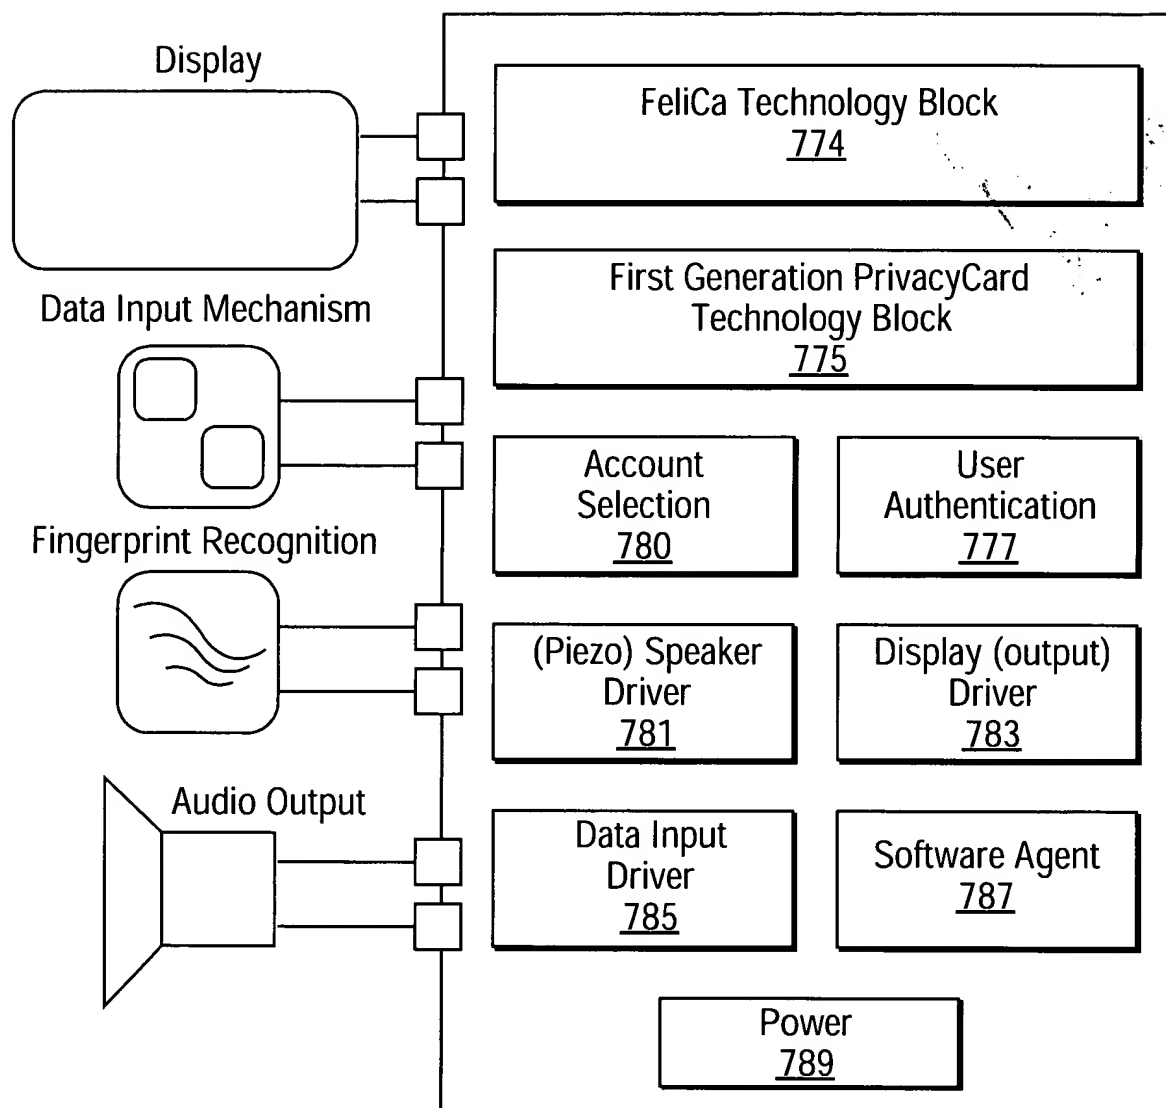 Display
FeliCa Technology Block
774
First Generation PrivacyCard
Technology Block
775
Data Input Mechanism
Account
Selection
780
User
Authentication
777
Fingerprint Recognition
(Piezo) Speaker
Driver
781
Display (output)
Driver
783
Audio Output
Data Input
Driver
785
Software Agent
787
Power
789